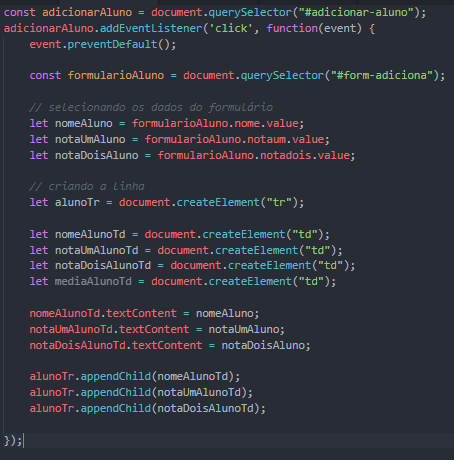 const adicionarAluno = document.querySelector("#adicionar-aluno");
adicionarAluno.addEventListener('click', function(event) {
event.preventDefault();
const formularioAluno = document.querySelector("#form-adiciona");
// selecionando os dados do formulário
let nomeAluno = formularioAluno.nome.value;
let notaUmAluno = formularioAluno.notaum.value;
let notaDoisAluno = formularioAluno.notadois.value;
// criando a linha
let alunoTr = document.createElement("tr");
let nomeAlunoTd = document.createElement("td");
let notaUmAlunoTd = document.createElement("td");
let notaDoisAlunoTd = document.createElement("td");
let mediaAlunoTd = document.createElement("td");
nomeAlunoTd.textContent = nomeAluno;
notaUmAlunoTd.textContent = notaUmAluno;
notaDoisAlunoTd.textContent = notaDoisAluno;
alunoTr.appendChild(nomeAlunoTd);
alunoTr.appendChild(notaUmAlunoTd);
alunoTr.appendChild(notaDoisAlunoTd);
});